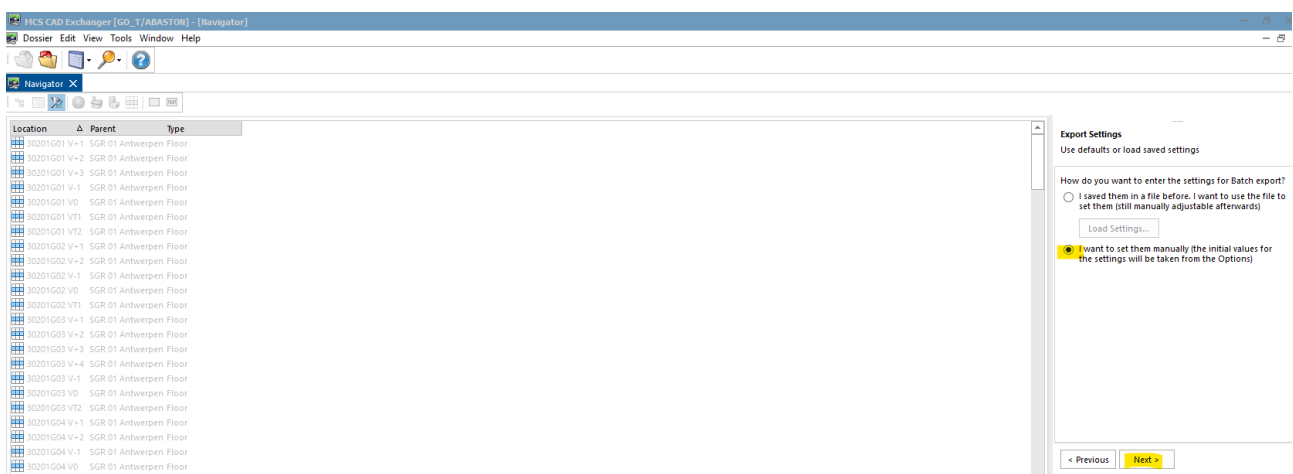 MCS CAD Exchanger [GO_T/ABASTON] - [Navigator]
Dossier Edit View Tools Window Help
Navigator X
Location Parent Type
30201G01 V+1 SGR 01 Antwerpen Floor
30201G01 V+2 SGR 01 Antwerpen Floor
30201G01 V+3 SGR 01 Antwerpen Floor
30201G01 V-1 SGR 01 Antwerpen Floor
30201G01 V0 SGR 01 Antwerpen Floor
30201G01 VT1 SGR 01 Antwerpen Floor
30201G01 VT2 SGR 01 Antwerpen Floor
30201G02 V+1 SGR 01 Antwerpen Floor
30201G02 V+2 SGR 01 Antwerpen Floor
30201G02 V-1 SGR 01 Antwerpen Floor
30201G02 V0 SGR 01 Antwerpen Floor
30201G02 VT1 SGR 01 Antwerpen Floor
30201G03 V+1 SGR 01 Antwerpen Floor
30201G03 V+2 SGR 01 Antwerpen Floor
30201G03 V+3 SGR 01 Antwerpen Floor
30201G03 V+4 SGR 01 Antwerpen Floor
30201G03 V-1 SGR 01 Antwerpen Floor
30201G03 V0 SGR 01 Antwerpen Floor
30201G03 VT2 SGR 01 Antwerpen Floor
30201G04 V+1 SGR 01 Antwerpen Floor
30201G04 V+2 SGR 01 Antwerpen Floor
30201G04 V-1 SGR 01 Antwerpen Floor
30201G04 V0 SGR 01 Antwerpen Floor
Export Settings
Use defaults or load saved settings
How do you want to enter the settings for Batch export?
I saved them in a file before. I want to use the file to
set them (still manually adjustable afterwards)
Load Settings...
I want to set them manually (the initial values for
the settings will be taken from the Options)
< Previous Next >